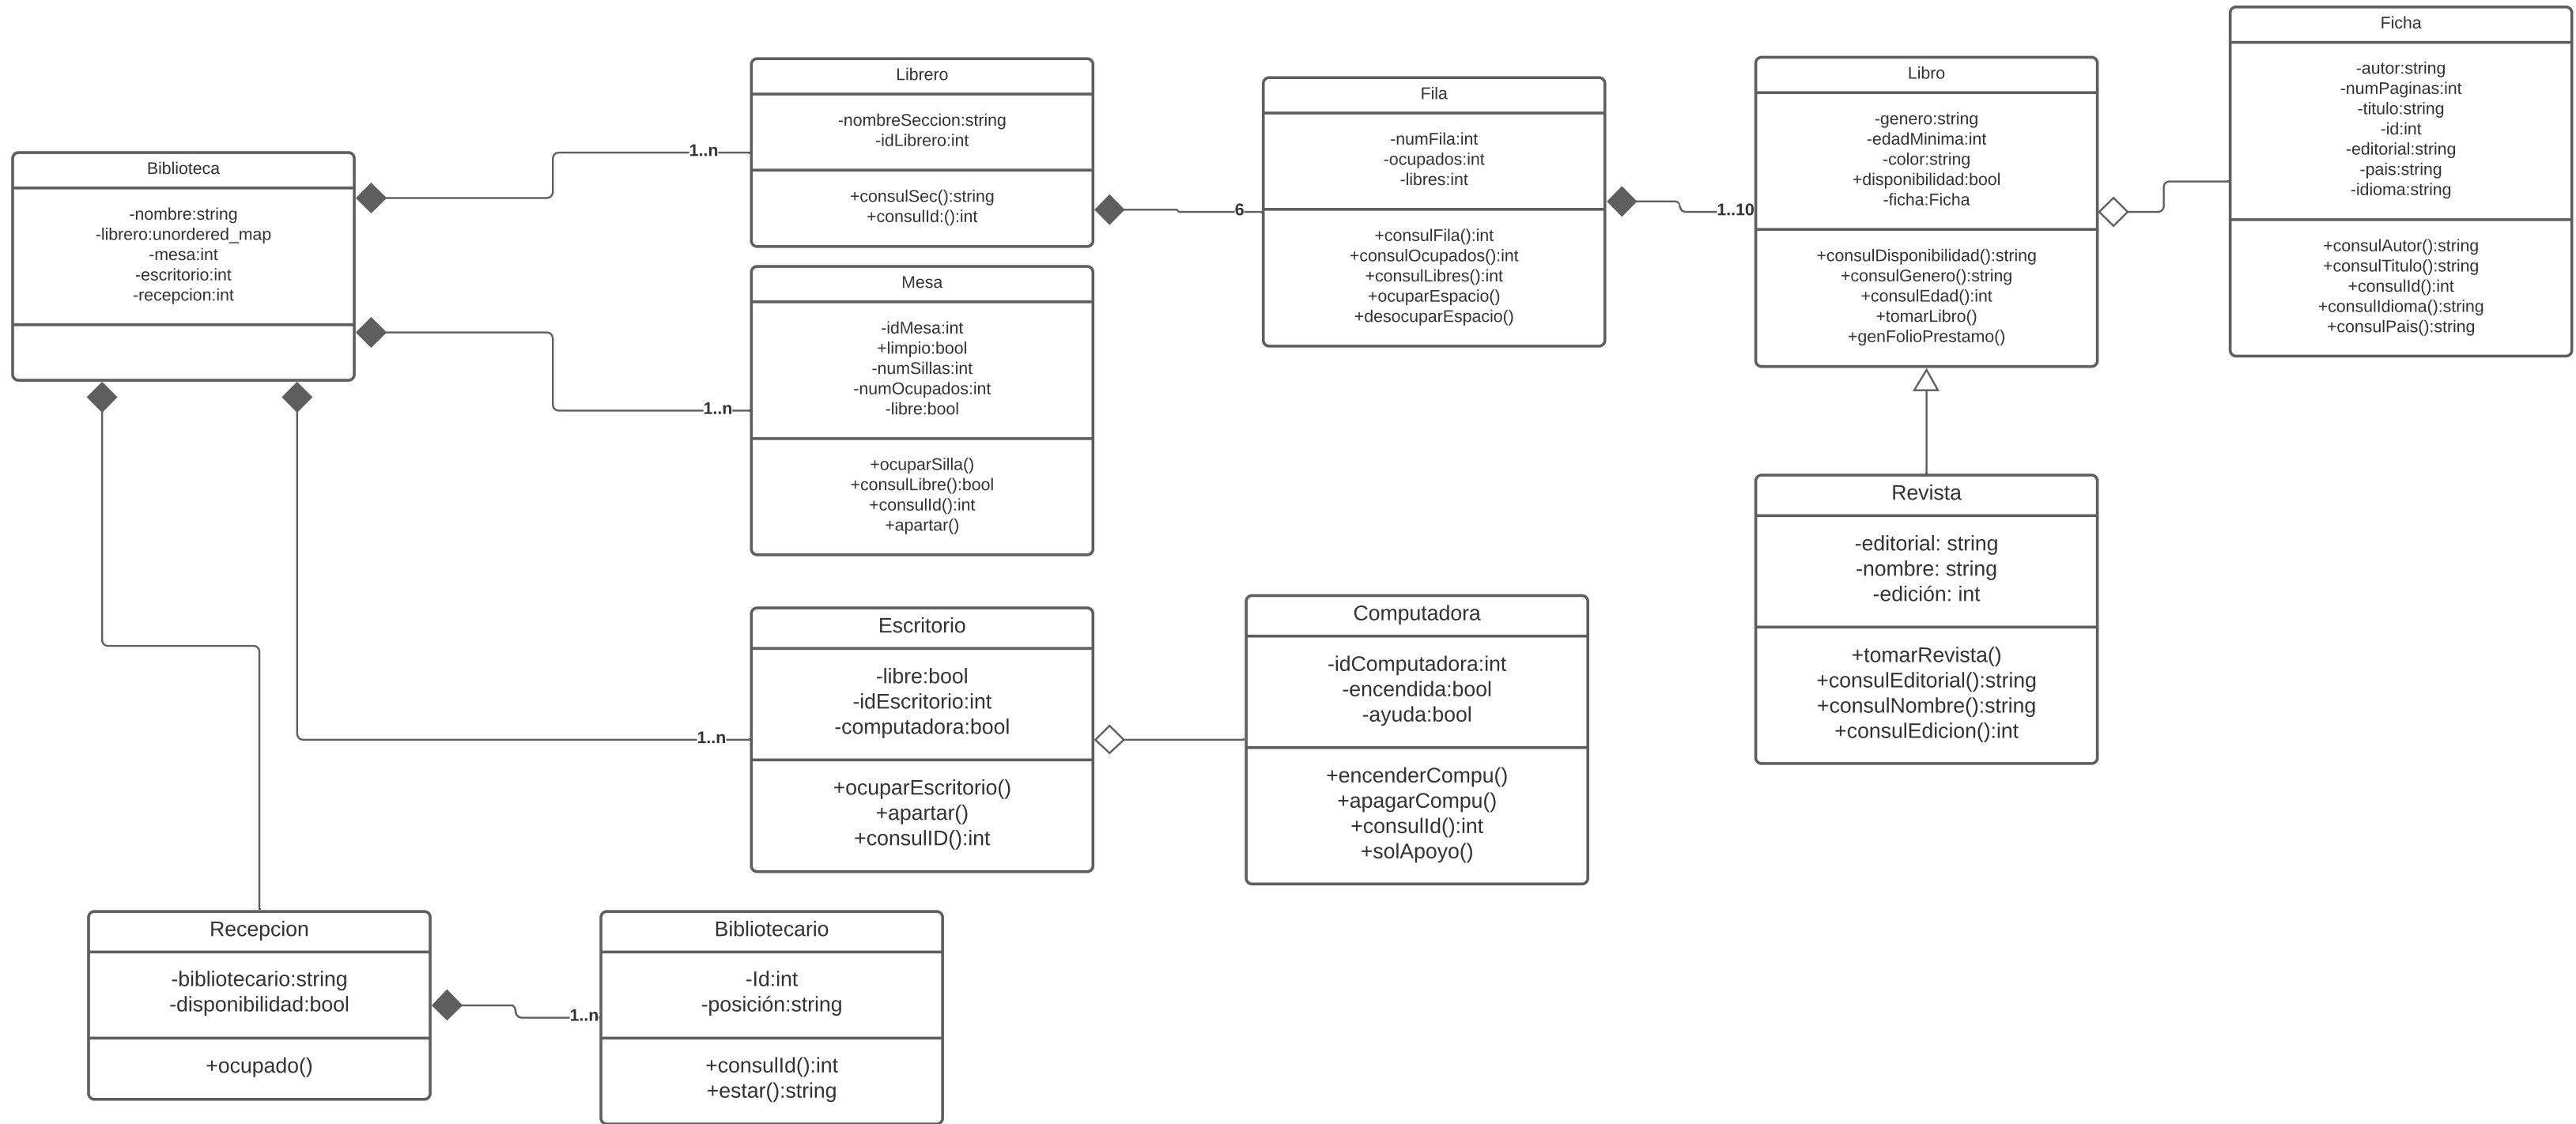 Biblioteca
-nombre:string
-librero:unordered_map
-mesa:int
-escritorio:int
-recepcion:int
1..n
1..n
1..n
Librero
-nombreSeccion:string
-idLibrero:int
+consulSec():string
+consulId:():int
6
Mesa
-idMesa:int
+limpio:bool
-numSillas:int
-numOcupados:int
-libre:bool
+ocuparSilla()
+consulLibre():bool
+consulId():int
+apartar()
Fila
-numFila:int
-ocupados:int
-libres:int
+consulFila():int
+consulOcupados():int
+consulLibres():int
+ocuparEspacio()
+desocuparEspacio()
1..10
Libro
-genero:string
-edadMinima:int
-color:string
+disponibilidad:bool
-ficha:Ficha
+consulDisponibilidad():string
+consulGenero():string
+consulEdad():int
+tomarLibro()
+genFolioPrestamo()
Ficha
-autor:string
-numPaginas:int
-titulo:string
-id:int
-editorial:string
-pais:string
-idioma:string
+consulAutor():string
+consulTitulo():string
+consulId():int
+consulIdioma():string
+consulPais():string
Revista
-editorial: string
-nombre: string
-edición: int
+tomarRevista()
+consulEditorial():string
+consulNombre():string
+consulEdicion():int
Escritorio
-libre:bool
-idEscritorio:int
-computadora:bool
+ocuparEscritorio()
+apartar()
+consulID():int
Computadora
-idComputadora:int
-encendida:bool
-ayuda:bool
+encenderCompu()
+apagarCompu()
+consulId():int
+solApoyo()
Recepcion
-bibliotecario:string
-disponibilidad:bool
+ocupado()
1..n
Bibliotecario
-Id:int
-posición:string
+consulId():int
+estar():string